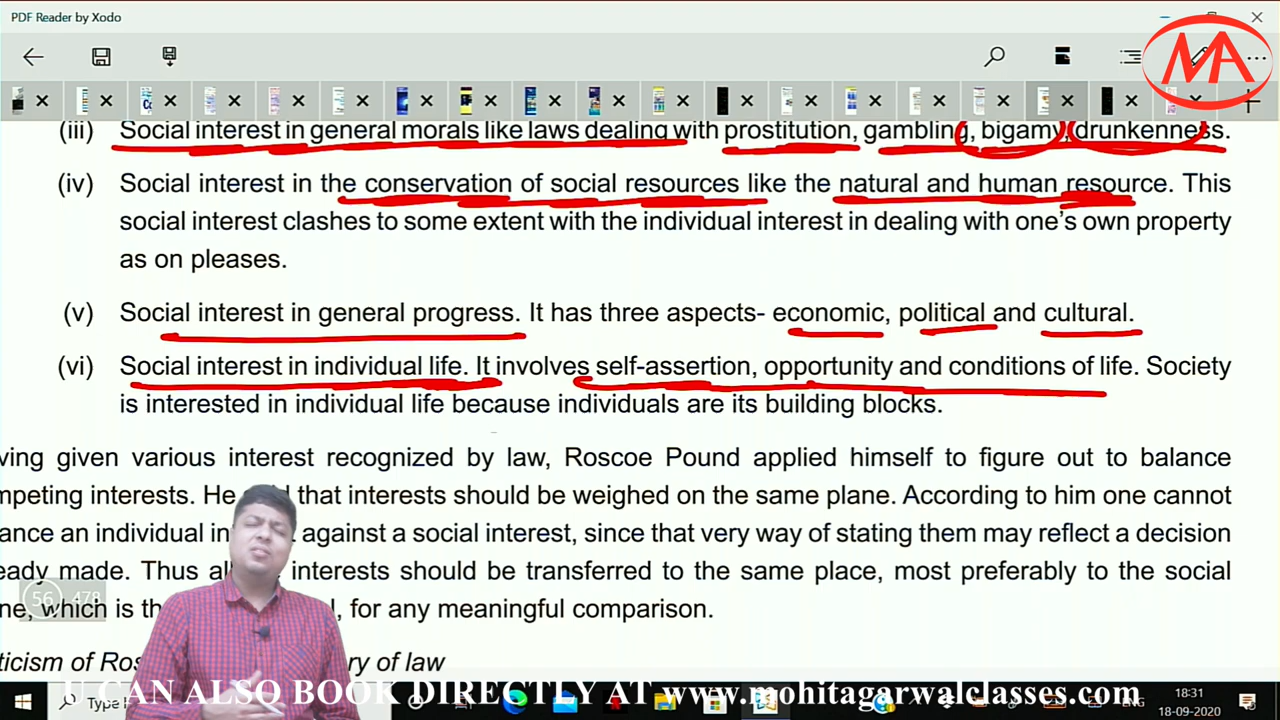 PDF Reader by Xodo
MA
(iii) Social interest in general morals like laws dealing with prostitution, gambling, bigamy, drunkenness.
(iv) Social interest in the conservation of social resources like the natural and human resource. This
social interest clashes to some extent with the individual interest in dealing with one's own property
as on pleases.
(v) Social interest in general progress. It has three aspects- economic, political and cultural.
(vi) Social interest in individual life. It involves self-assertion, opportunity and conditions of life. Society
is interested in individual life because individuals are its building blocks.
ving given various interest recognized by law, Roscoe Pound applied himself to figure out to balance
mpeting interests. He that interests should be weighed on the same plane. According to him one cannot
ance an individual in against a social interest, since that very way of stating them may reflect a decision
eady made. Thus al interests should be transferred to the same place, most preferably to the social
ne, which is th , for any meaningful comparison.
56 478
ticism of Ros ry of law
U CAN ALSO BOOK DIRECTLY AT www.mohitagarwalclasses.com
Type
ENG
18:31
18-09-2020